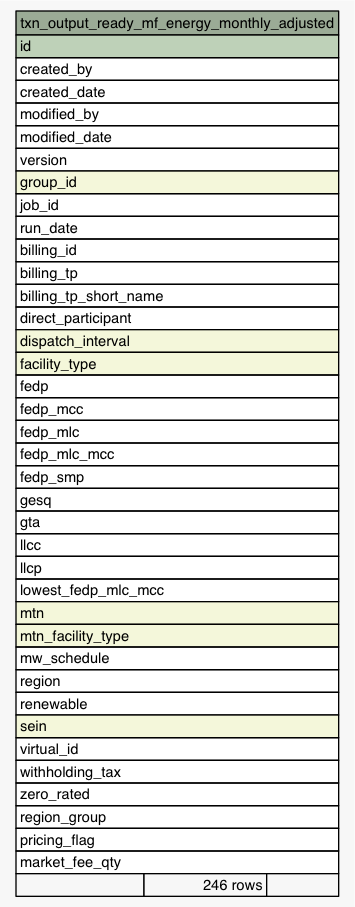 txn_output_ready_mf_energy_monthly_adjusted
id
created_by
created_date
modified_by
modified_date
version
group_id
job_id
run_date
billing_id
billing_tp
billing_tp_short_name
direct_participant
dispatch_interval
facility_type
fedp
fedp_mcc
fedp_mlc
fedp_mlc_mcc
fedp_smp
gesq
gta
llcc
llcp
lowest_fedp_mlc_mcc
mtn
mtn_facility_type
mw_schedule
region
renewable
sein
virtual_id
withholding_tax
zero_rated
region_group
pricing_flag
market_fee_qty
246 rows